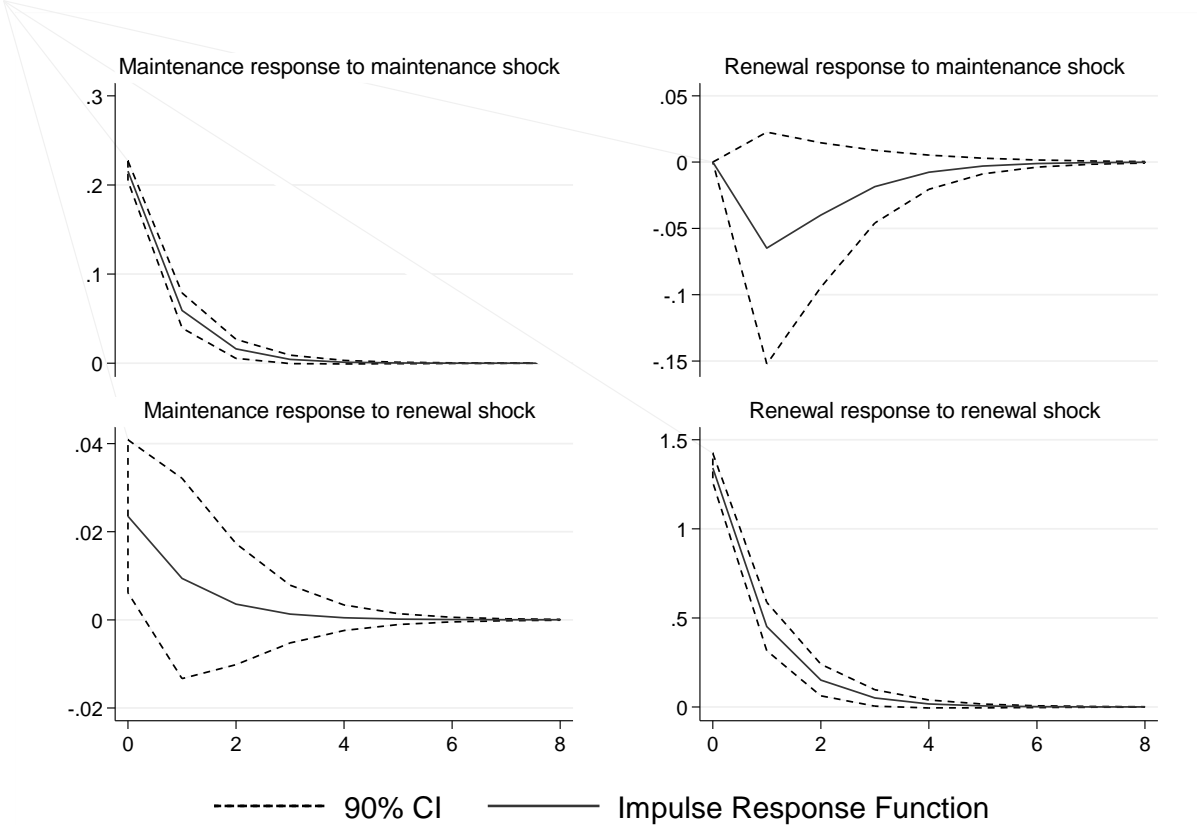 Maintenance response to maintenance shock
.3
.2
.1
0
Renewal response to maintenance shock
.05
0
-.05
-.1
-.15
Maintenance response to renewal shock
.04
.02
0
-.02
0 2 4 6 8
Renewal response to renewal shock
1.5
1
.5
0
0 2 4 6 8
90% CI Impulse Response Function